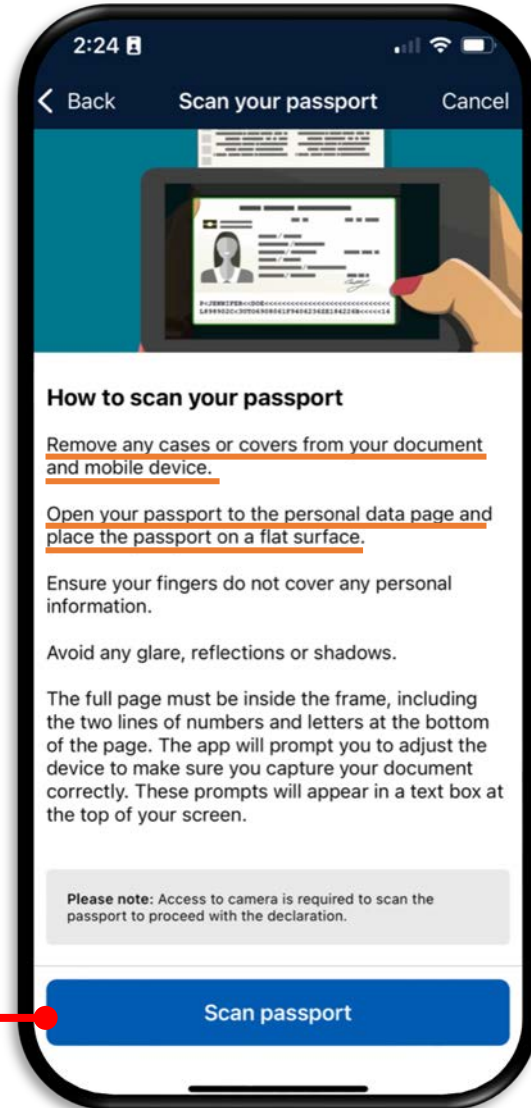 2:24
Back Scan your passport Cancel
P<JENNIFER<<DOE<<<<<<<<<<<<<<<<<<<<<<<<<<<<
How to scan your passport
Remove any cases or covers from your document
and mobile device.
Open your passport to the personal data page and
place the passport on a flat surface.
Ensure your fingers do not cover any personal
information.
Avoid any glare, reflections or shadows.
The full page must be inside the frame, including
the two lines of numbers and letters at the bottom
of the page. The app will prompt you to adjust the
device to make sure you capture your document
correctly. These prompts will appear in a text box at
the top of your screen.
Please note: Access to camera is required to scan the
passport to proceed with the declaration.
Scan passport